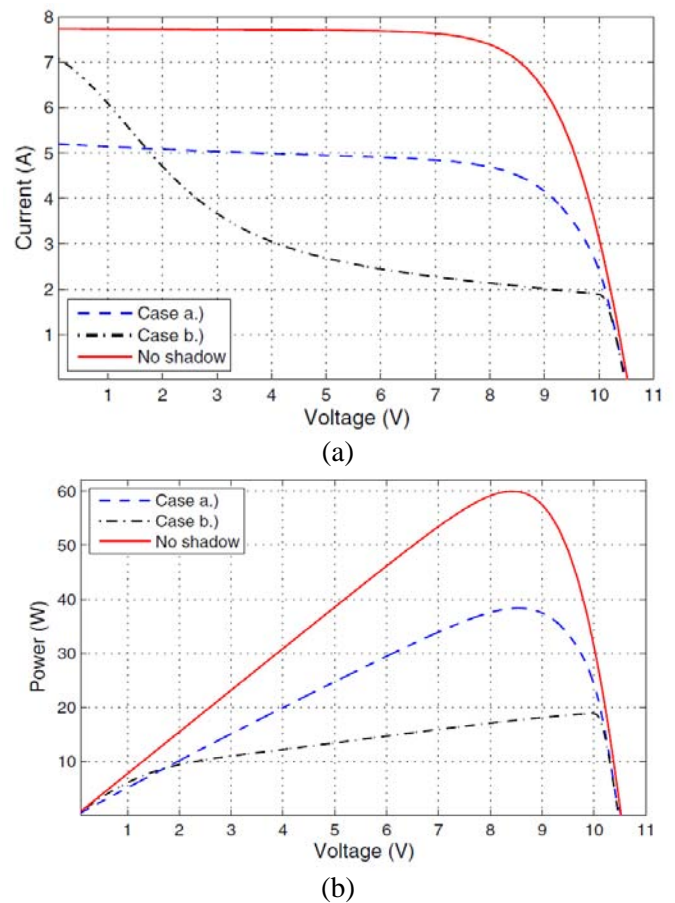 8
7
6
5
4
3
2
1
Current (A)
Case a.)
Case b.)
No shadow
1 2 3 4 5 6 7 8 9 10 11
Voltage (V)
(a)
60
50
40
30
20
10
Power (W)
Case a.)
Case b.)
No shadow
1 2 3 4 5 6 7 8 9 10 11
Voltage (V)
(b)